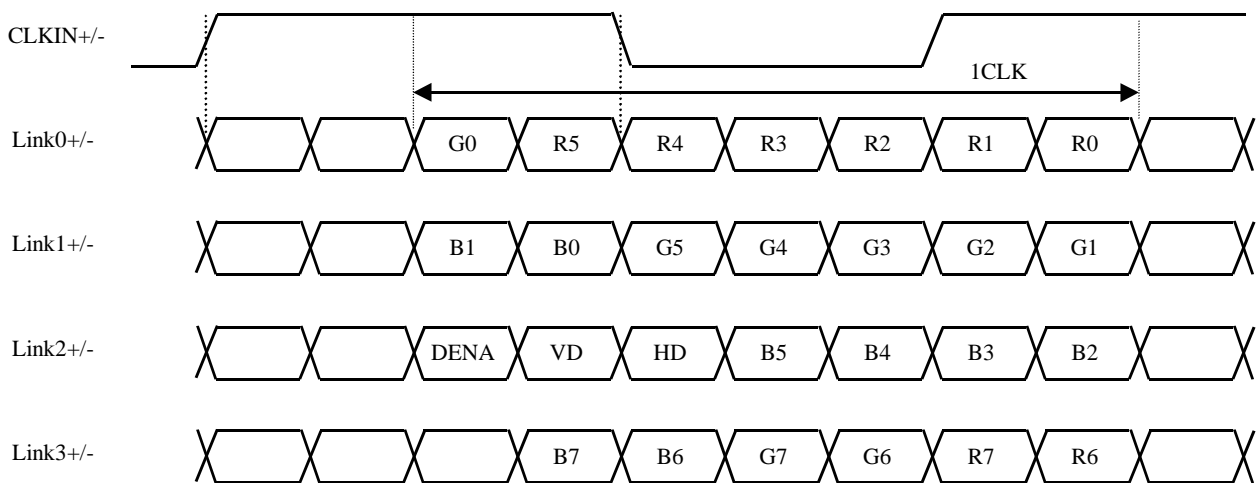 CLKIN+/-
1CLK
Link0+/- G0 R5 R4 R3 R2 R1 R0
Link1+/- B1 B0 G5 G4 G3 G2 G1
Link2+/- DENA VD HD B5 B4 B3 B2
Link3+/- B7 B6 G7 G6 R7 R6